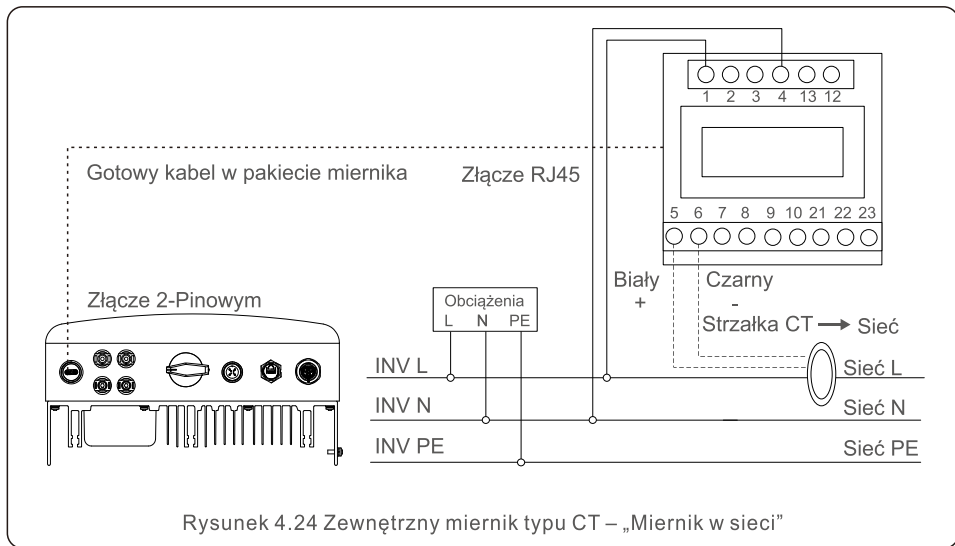 1 2 3 4 13 12
Gotowy kabel w pakiecie miernika
Złącze RJ45
5 6 7 8 9 10 21 22 23
Biały
+
Czarny
-
Złącze 2-Pinowym
Obciążenia
L N PE
Strzałka CT → Sieć
INV L
Sieć L
INV N
Sieć N
INV PE
Sieć PE
Rysunek 4.24 Zewnętrzny miernik typu CT – „Miernik w sieci”